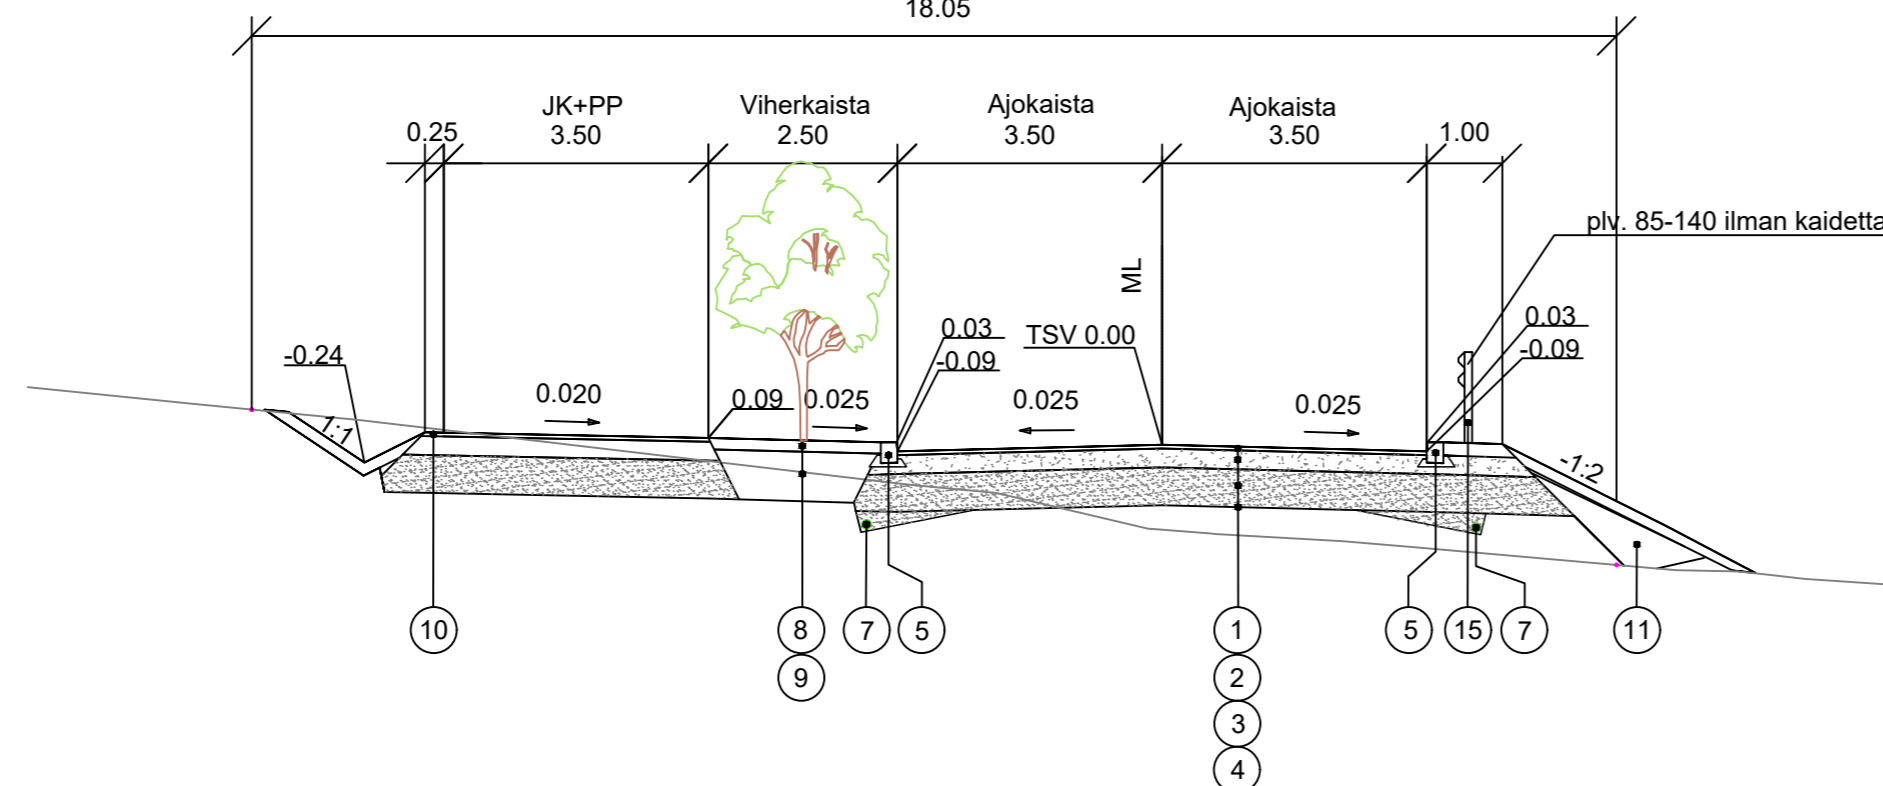 18.05
JK+PP Viherkaista Ajokaista Ajokaista
0.25 3.50 2.50 3.50 3.50 1.00
plv. 85-140 ilman kaidetta
ML
0.03 TSV 0.00 0.03
-0.24 -0.09 -0.09
0.020 0.09 0.025 0.025 0.025
1:1 -1:2
10 8 7 5 1 5 15 7 11
9 2
3
4